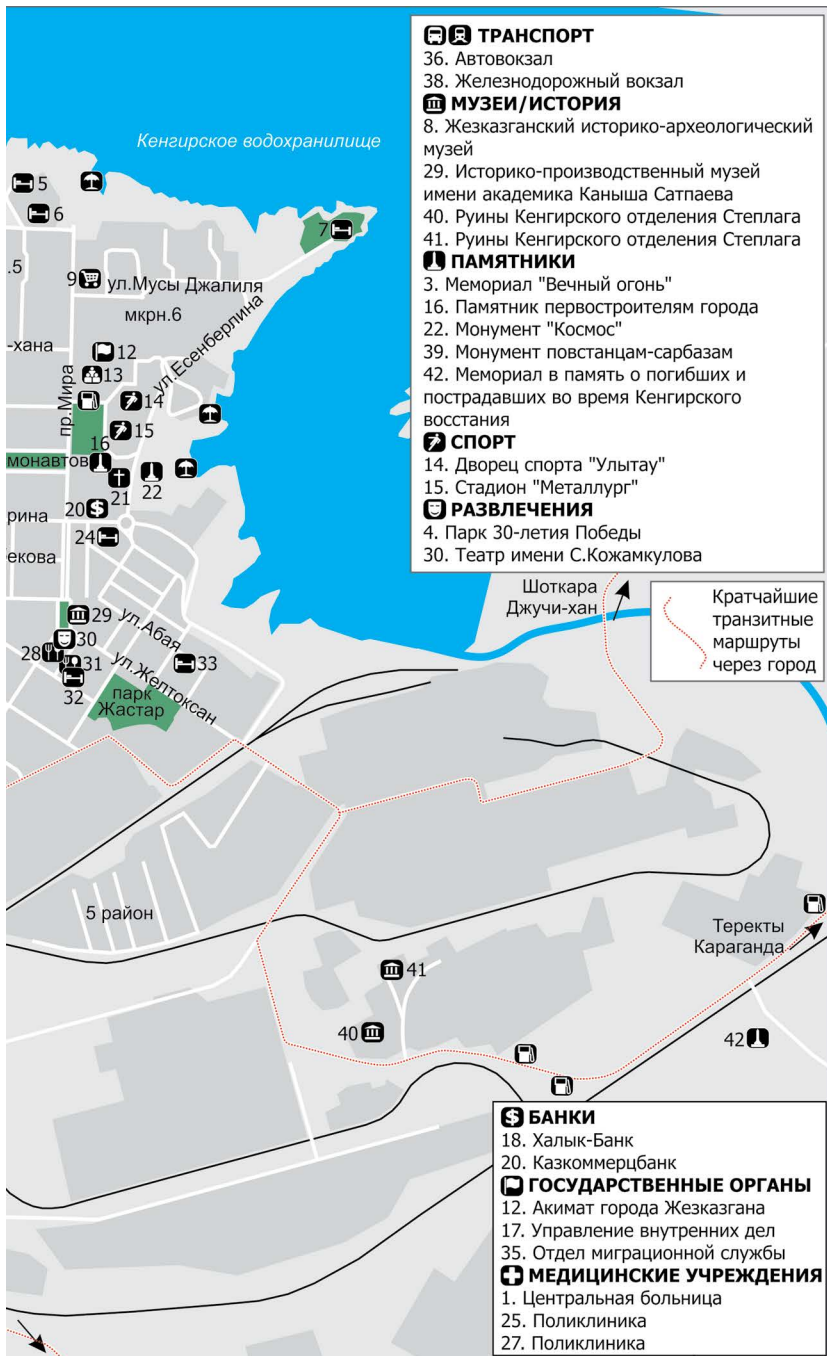 ТРАНСПОРТ
36. Автовокзал
38. Железнодорожный вокзал
МУЗЕИ/ИСТОРИЯ
8. Жезказганский историко-археологический
музей
29. Историко-производственный музей
имени академика Каныша Сатпаева
40. Руины Кенгирского отделения Степлага
41. Руины Кенгирского отделения Степлага
ПАМЯТНИКИ
3. Мемориал "Вечный огонь"
16. Памятник первостроителям города
22. Монумент "Космос"
39. Монумент повстанцам-сарбазам
42. Мемориал в память о погибших и
пострадавших во время Кенгирского
восстания
СПОРТ
14. Дворец спорта "Улытау"
15. Стадион "Металлург"
РАЗВЛЕЧЕНИЯ
4. Парк 30-летия Победы
30. Театр имени С.Кожамкулова
Кенгирское водохранилище
5
6
7
.5
9
ул.Мусы Джалиля
мкрн.6
ул.Есенберлина
-хана
12
13
пр.Мира
14
15
16
монавтов
21
22
20
рина
24
екова
29
ул.Абая
30
28
31
ул.Желтоксан
33
32
парк
Жастар
Шоткара
Джучи-хан
Кратчайшие
транзитные
маршруты
через город
5 район
Теректы
Караганда
41
40
42
$ БАНКИ
18. Халык-Банк
20. Казкоммерцбанк
ГОСУДАРСТВЕННЫЕ ОРГАНЫ
12. Акимат города Жезказгана
17. Управление внутренних дел
35. Отдел миграционной службы
МЕДИЦИНСКИЕ УЧРЕЖДЕНИЯ
1. Центральная больница
25. Поликлиника
27. Поликлиника